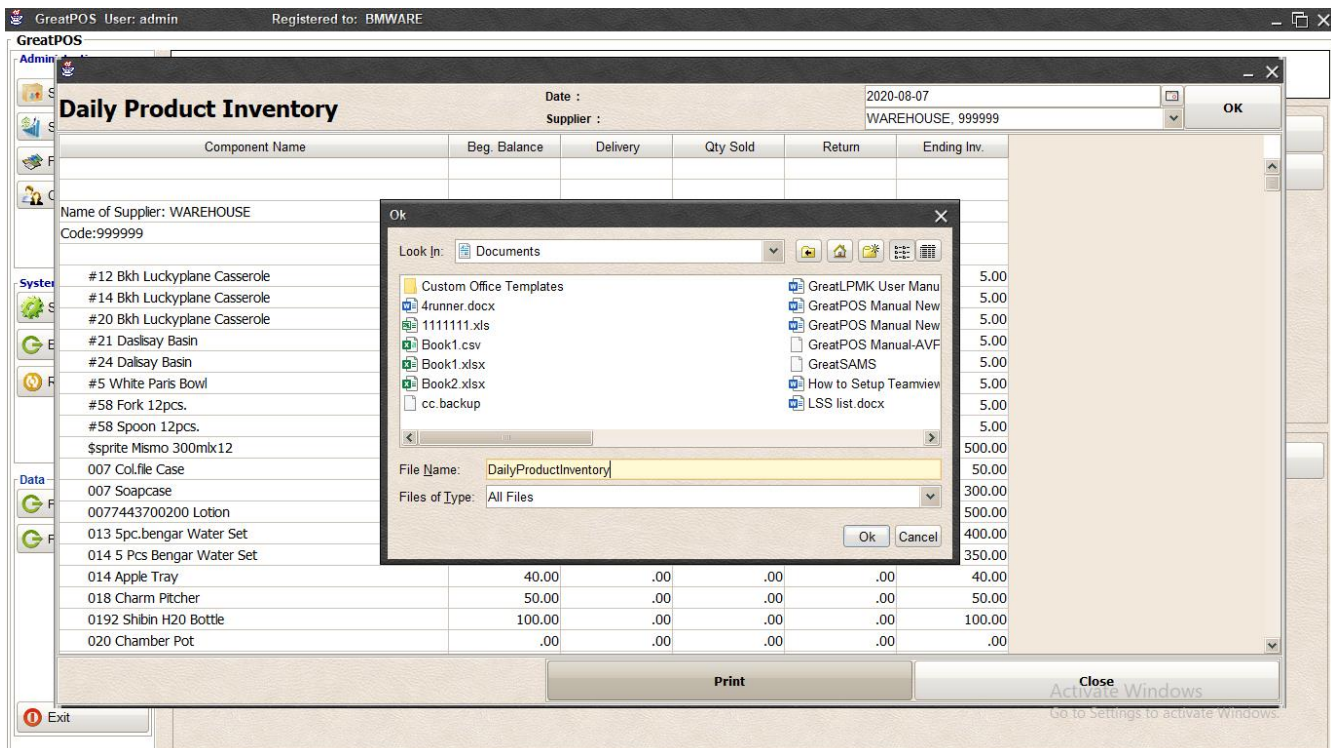 GreatPOS User: admin Registered to: BMWARE
GreatPOS
Daily Product Inventory
Date :
2020-08-07
Supplier :
WAREHOUSE, 999999
OK
Component Name Beg. Balance Delivery Qty Sold Return Ending Inv.
Name of Supplier: WAREHOUSE
Code:999999
#12 Bkh Luckyplane Casserole 5.00
#14 Bkh Luckyplane Casserole 5.00
#20 Bkh Luckyplane Casserole 5.00
#21 Daslsay Basin 5.00
#24 Dalisay Basin 5.00
#5 White Paris Bowl 5.00
#58 Fork 12pcs. 5.00
#58 Spoon 12pcs. 5.00
$sprite Mismo 300mlx12 500.00
007 Col.file Case 50.00
007 Soapcase 300.00
0077443700200 Lotion 500.00
013 5pc.bengar Water Set 400.00
014 5 Pcs Bengar Water Set 350.00
014 Apple Tray 40.00 .00 .00 .00 40.00
018 Charm Pitcher 50.00 .00 .00 .00 50.00
0192 Shibin H20 Bottle 100.00 .00 .00 .00 100.00
020 Chamber Pot .00 .00 .00 .00 .00
Print
Close
Ok
Look In: Documents
Custom Office Templates
4runner.docx
1111111.xls
Book1.csv
Book1.xlsx
Book2.xlsx
cc.backup
GreatLPMK User Manu
GreatPOS Manual New
GreatPOS Manual New
GreatPOS Manual-AVF
GreatSAMS
How to Setup Teamview
LSS list.docx
File Name: DailyProductInventory
Files of Type: All Files
Ok Cancel
Data
Exit
Activate Windows
Go to Settings to activate Windows.